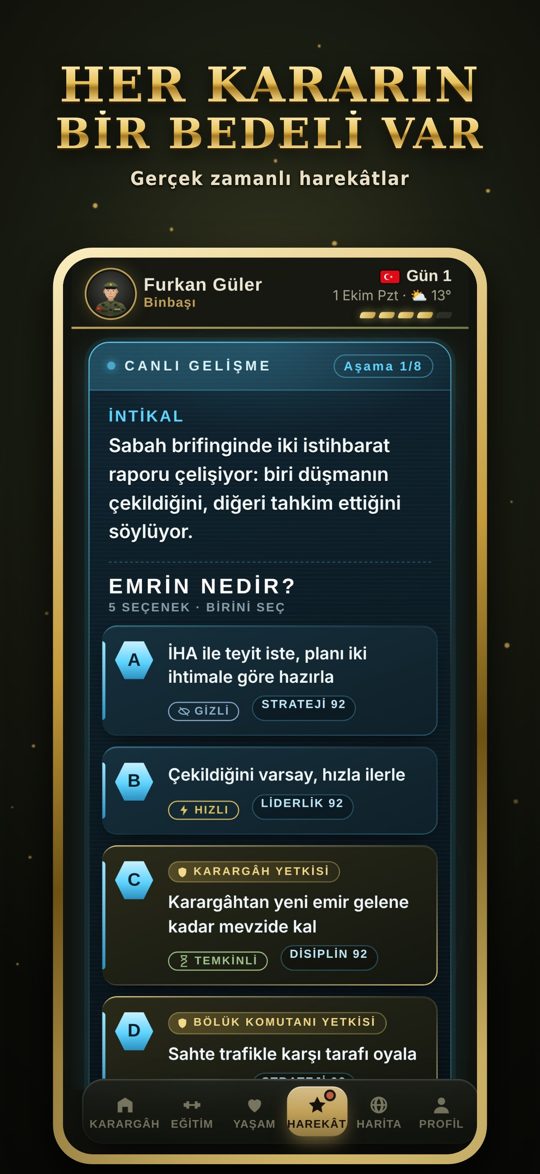 HER KARARIN
BİR BEDELİ VAR
Gerçek zamanlı harekâtlar
Furkan Güler
Binbaşı
Gün 1
1 Ekim Pzt · 13°
CANLI GELİŞME
Aşama 1/8
İNTİKAL
Sabah brifinginde iki istihbarat
raporu çelişiyor: biri düşmanın
çekildiğini, diğeri tahkim ettiğini
söylüyor.
EMRİN NEDİR?
5 SEÇENEK · BİRİNİ SEÇ
A
İHA ile teyit iste, planı iki
ihtimale göre hazırla
GİZLİ
STRATEJİ 92
B
Çekildiğini varsay, hızla ilerle
HIZLI
LİDERLİK 92
C
KARARGÂH YETKİSİ
Karargâhtan yeni emir gelene
kadar mevzide kal
TEMKİNLİ
DİSİPLİN 92
D
BÖLÜK KOMUTANI YETKİSİ
Sahte trafikle karşı tarafı oyala
KARARGÂH
EĞİTİM
YAŞAM
HAREKÂT
HARİTA
PROFİL